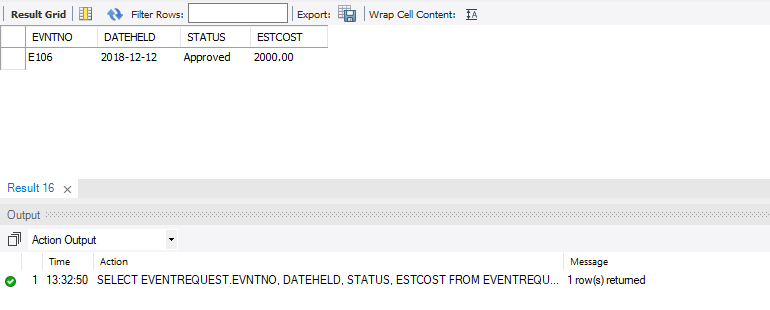 Result Grid Filter Rows: Export: Wrap Cell Content:
EVNTNO DATEHELD STATUS ESTCOST
E106 2018-12-12 Approved 2000.00
Result 16 ×
Output
Action Output
Time Action Message
1 13:32:50 SELECT EVENTREQUEST.EVNTNO, DATEHELD, STATUS, ESTCOST FROM EVENTREQU... 1 row(s) returned